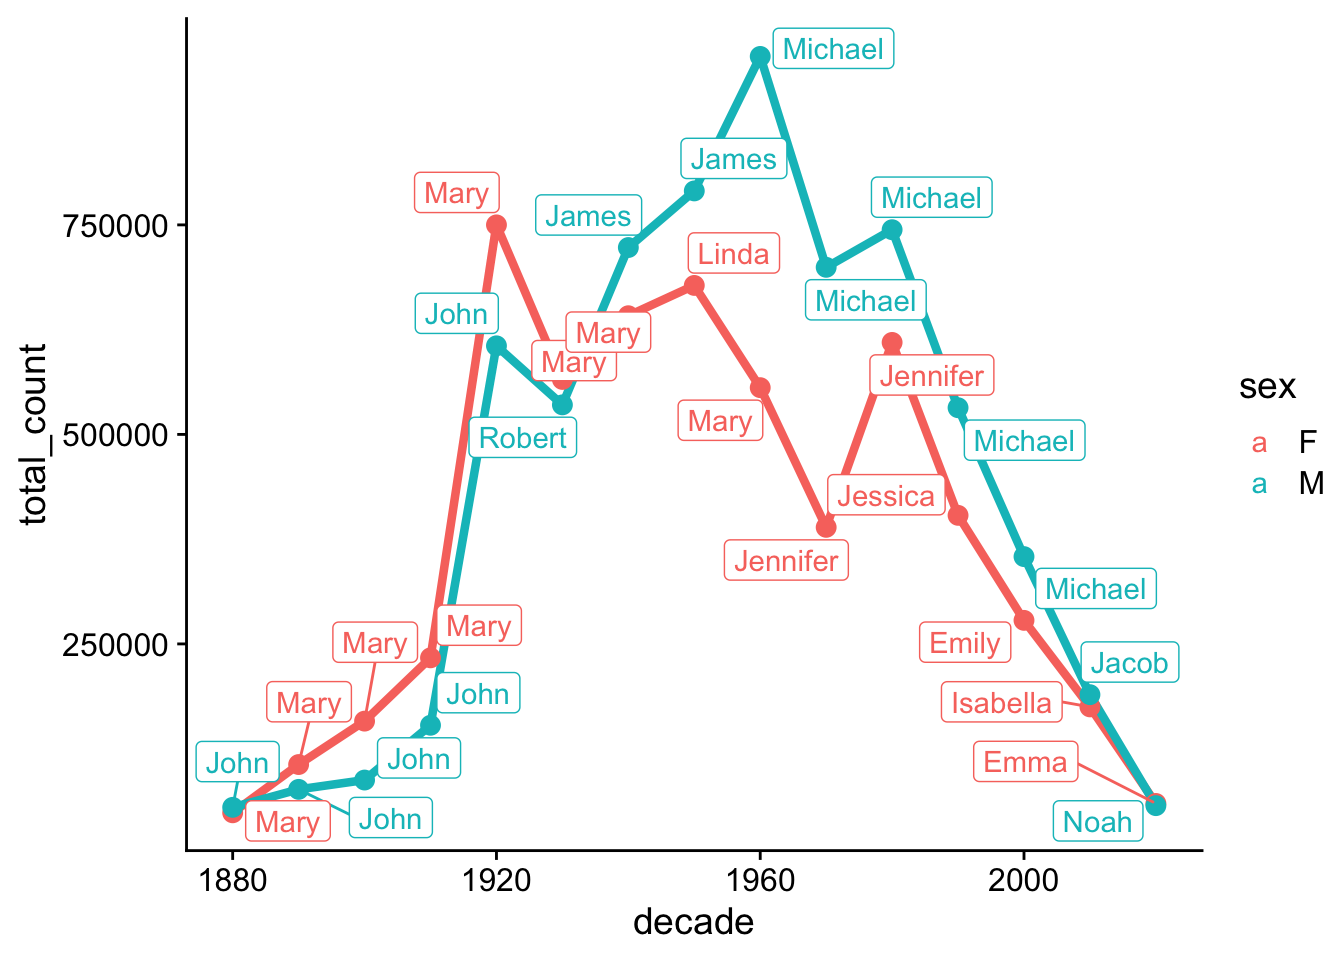 Michael
James
Mary
Michael
James
750000
Linda
John
Michael
Mary
Mary
Jennifer
sex
Mary
500000
Robert
Michael
a F
a M
Jessica
total_count
Jennifer
Michael
Mary
Mary
Emily
250000
Jacob
John
Mary
Isabella
John
John
Emma
John
Mary
Noah
1880
1920
1960
2000
decade